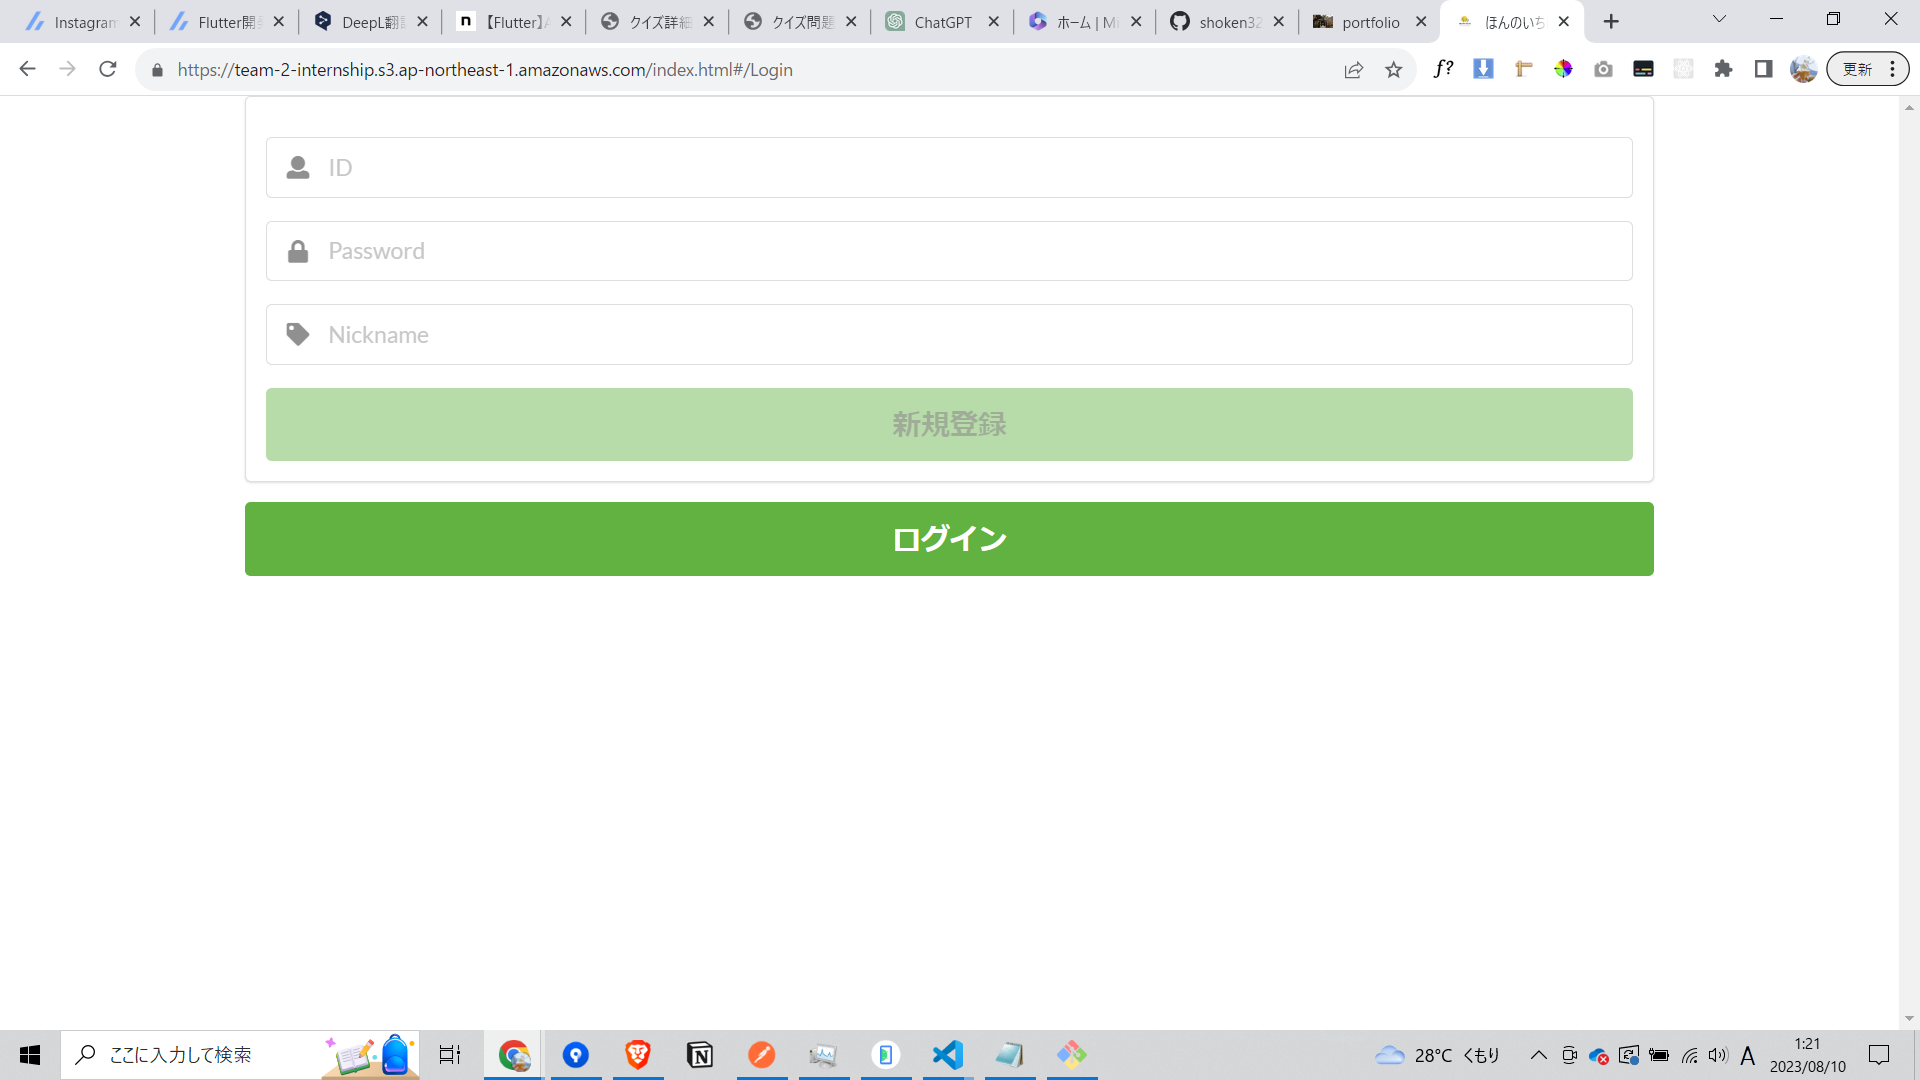 Instagram
Flutter開発
DeepL翻訳
【Flutter】A
クイズ詳細
クイズ問題
ChatGPT
ホーム | Mi
shoken32
portfolio
ほんのいち
https://team-2-internship.s3.ap-northeast-1.amazonaws.com/index.html#/Login
f?
更新
ID
Password
Nickname
新規登録
ログイン
ここに入力して検索
28°C くもり
A
1:21
2023/08/10